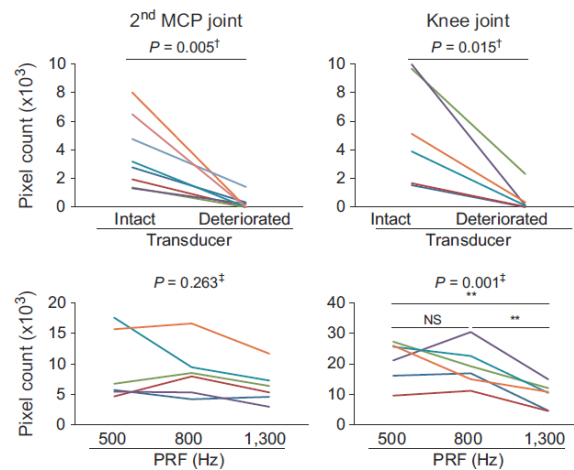 2nd MCP joint
Knee joint
P = 0.005†
P = 0.015†
Pixel count (x10³)
10
8
6
4
2
0
Intact Deteriorated
Transducer
10
8
6
4
2
0
Intact Deteriorated
Transducer
P = 0.263‡
P = 0.001‡
**
NS
**
Pixel count (x10³)
20
15
10
5
0
500 800 1,300
PRF (Hz)
40
30
20
10
0
500 800 1,300
PRF (Hz)